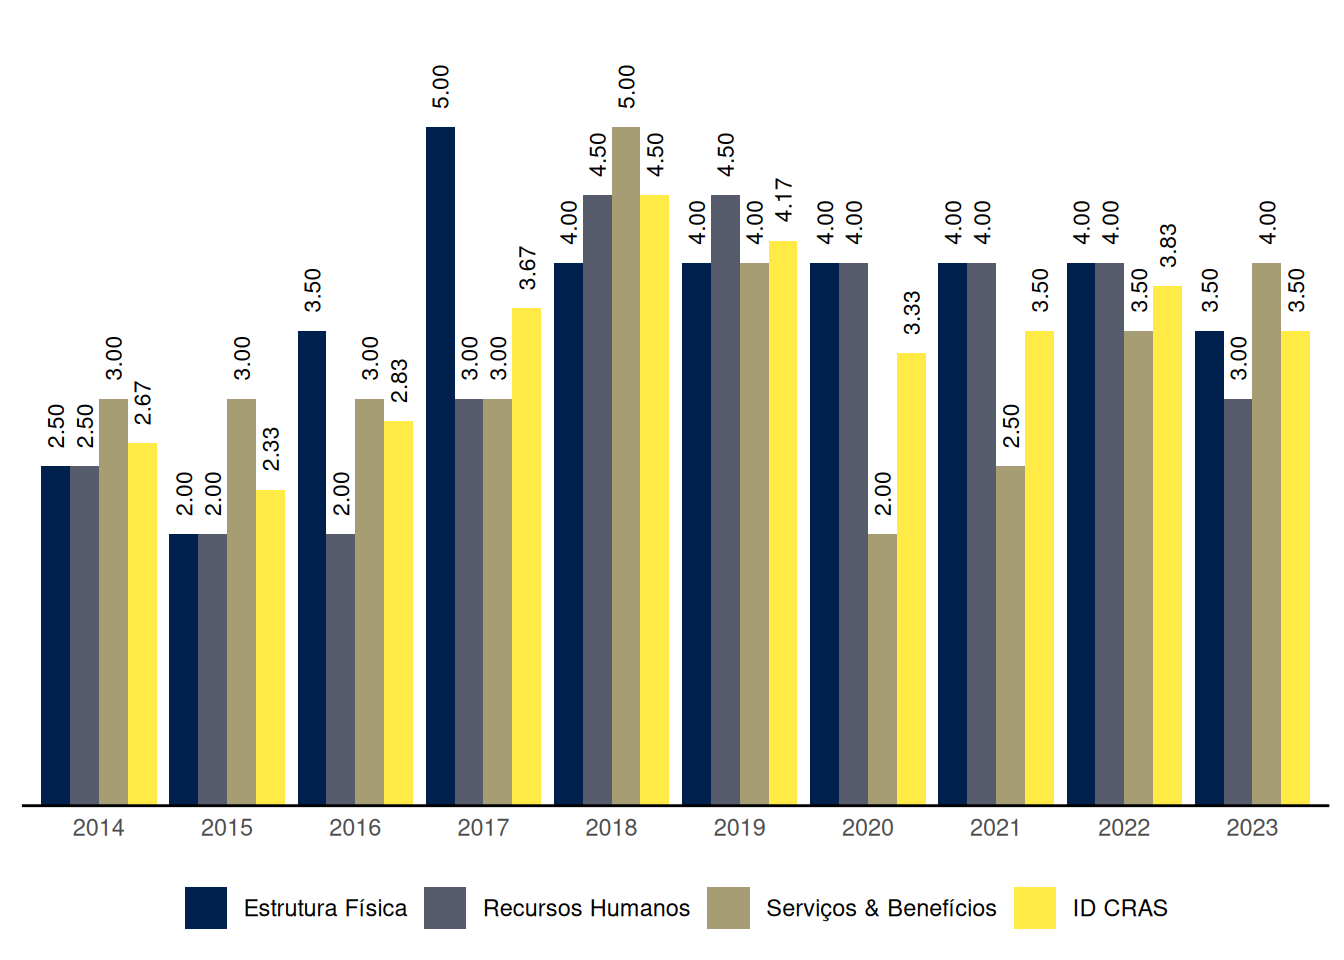 5.00 5.00
4.50 4.50 4.50
4.00 4.00 4.00 4.17 4.00 4.00 4.00 4.00 4.00 4.00 4.00
3.50 3.67 3.33 3.50 3.50 3.83 3.50 3.50
3.00 3.00 3.00 3.00 3.00 3.00
2.50 2.50 2.67 2.33 2.83 2.50
2.00 2.00 2.00 2.00
2014 2015 2016 2017 2018 2019 2020 2021 2022 2023
Estrutura Física Recursos Humanos Serviços & Benefícios ID CRAS